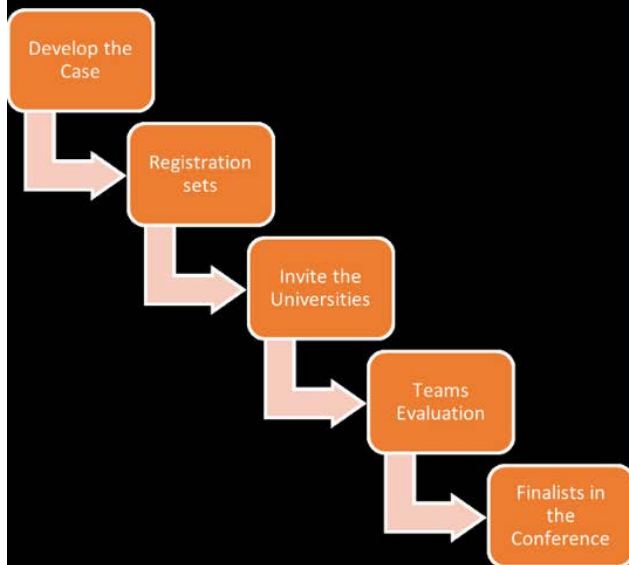 Develop the
Case
Registration
sets
Invite the
Universities
Teams
Evaluation
Finalists in
the
Conference